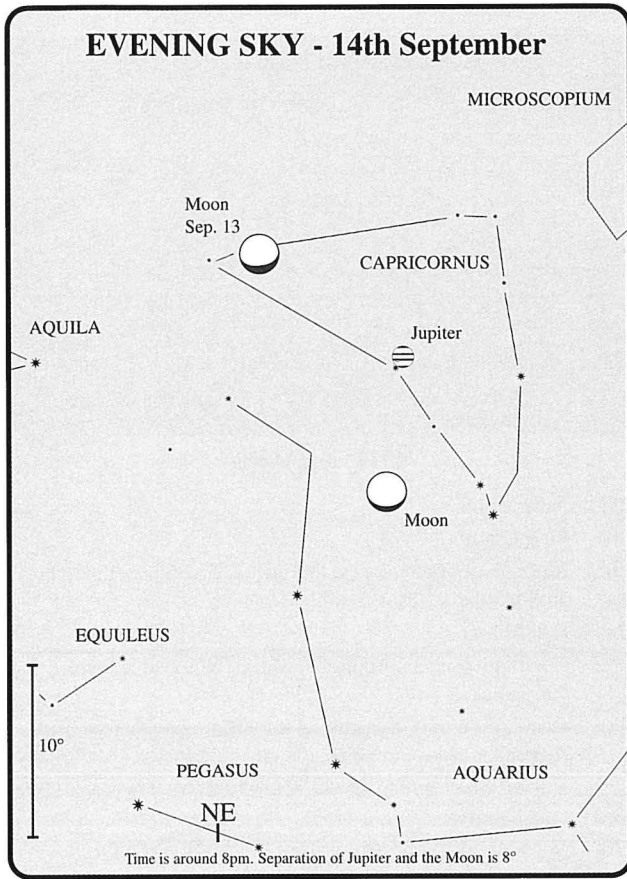 EVENING SKY - 14th September
MICROSCOPIUM
Moon
Sep. 13
CAPRICORNUS
AQUILA
Jupiter
Moon
EQUULEUS
10°
PEGASUS
AQUARIUS
NE
Time is around 8pm. Separation of Jupiter and the Moon is 8°